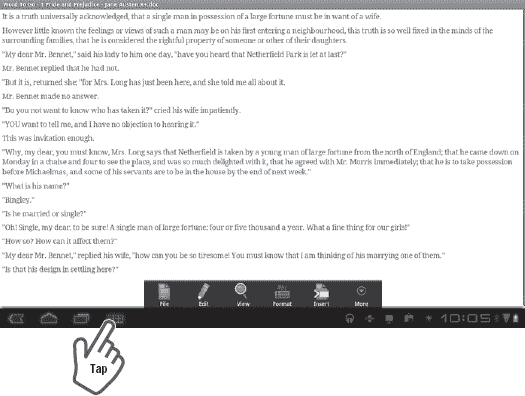 Word To Go - 1 Pride and Prejudice - Jane Austen x4.doc
It is a truth universally acknowledged, that a single man in possession of a large fortune must be in want of a wife.
However little known the feelings or views of such a man may be on his first entering a neighbourhood, this truth is so well fixed in the minds of the
surrounding families, that he is considered the rightful property of someone or other of their daughters.
"My dear Mr. Bennet," said his lady to him one day, "have you heard that Netherfield Park is let at last?"
Mr. Bennet replied that he had not.
"But it is, returned she; "for Mrs. Long has just been here, and she told me all about it.
Mr. Bennet made no answer.
"Do you not want to know who has taken it?" cried his wife impatiently.
"YOU want to tell me, and I have no objection to hearing it."
This was invitation enough.
"Why, my dear, you must know, Mrs. Long says that Netherfield is taken by a young man of large fortune from the north of England; that he came down on
Monday in a chaise and four to see the place, and was so much delighted with it, that he agreed with Mr. Morris immediately; that he is to take possession
before Michaelmas, and some of his servants are to be in the house by the end of next week."
"What is his name?"
"Bingley."
"Is he married or single?"
"Oh! Single, my dear, to be sure! A single man of large fortune; four or five thousand a year. What a fine thing for our girls!"
"How so? How can it affect them?"
"My dear Mr. Bennet," replied his wife, "how can you be so tiresome! You must know that I am thinking of his marrying one of them."
"Is that his design in settling here?"
File Edit View Format Insert More
10:05
Tap